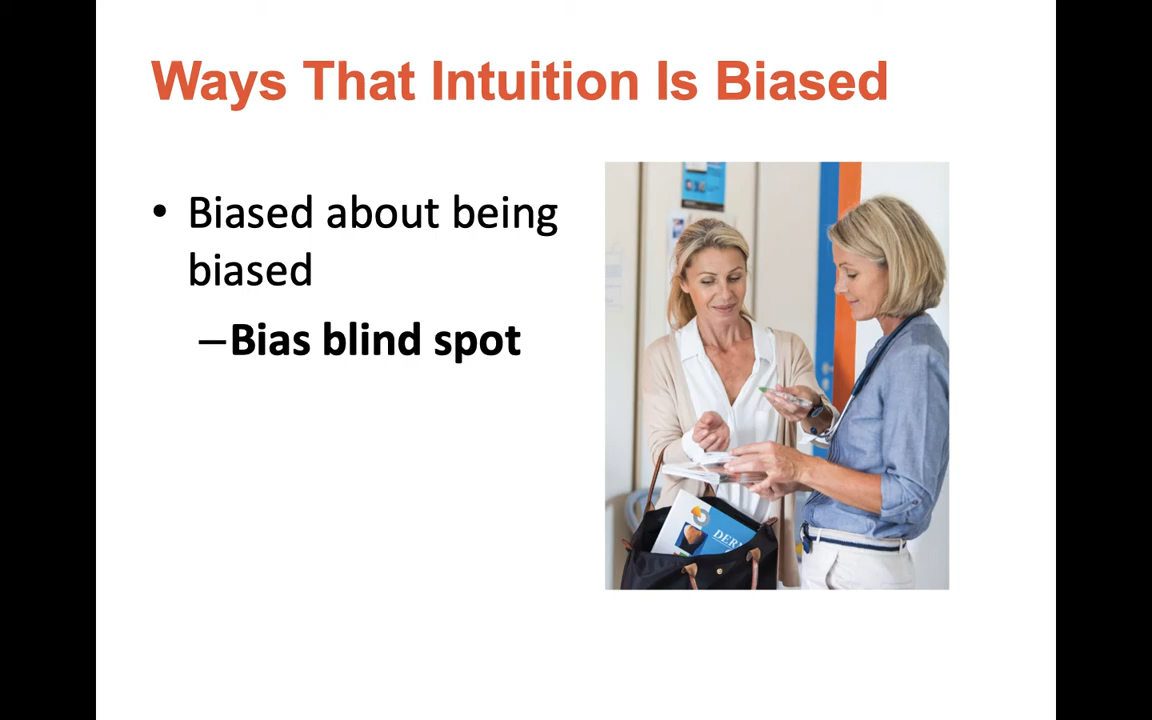 Ways That Intuition Is Biased
• Biased about being
biased
–Bias blind spot